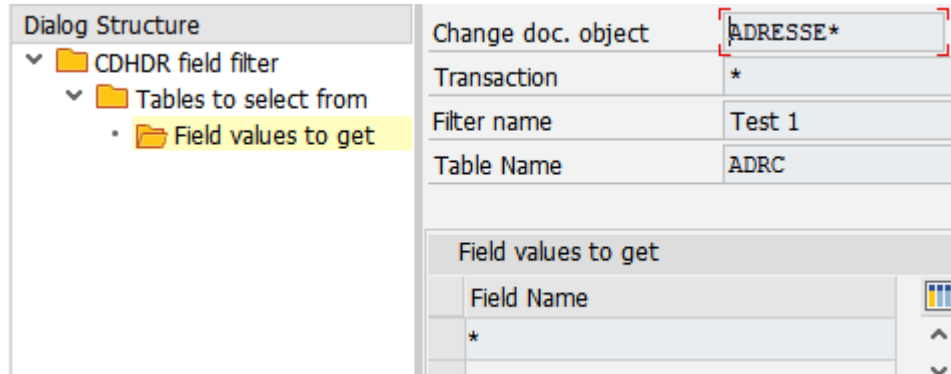 Dialog Structure
CDHDR field filter
Tables to select from
Field values to get
Change doc. object ADRESSE*
Transaction *
Filter name Test 1
Table Name ADRC
Field values to get
Field Name
*